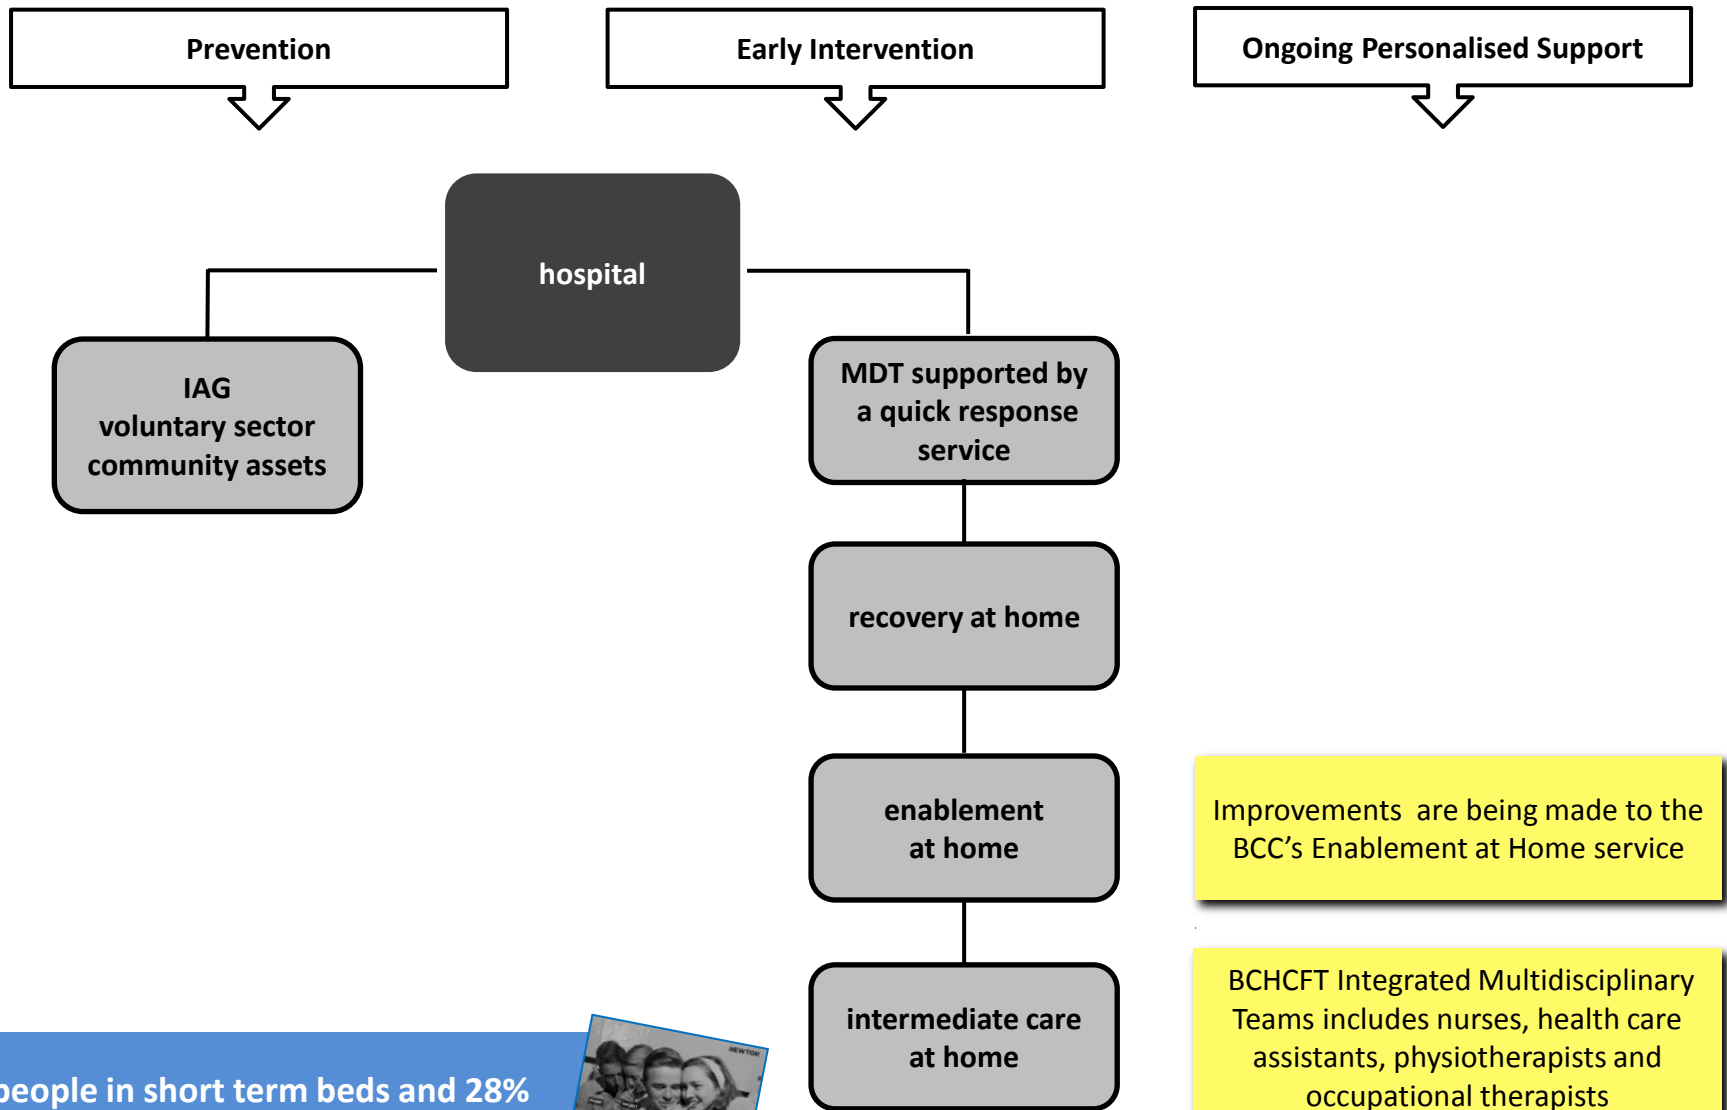 Prevention
Early Intervention
Ongoing Personalised Support
hospital
IAG
voluntary sector
community assets
MDT supported by
a quick response
service
recovery at home
enablement
at home
Improvements are being made to the
BCC’s Enablement at Home service
intermediate care
at home
BCHCFT Integrated Multidisciplinary
Teams includes nurses, health care
assistants, physiotherapists and
occupational therapists
people in short term beds and 28%
NEWTON